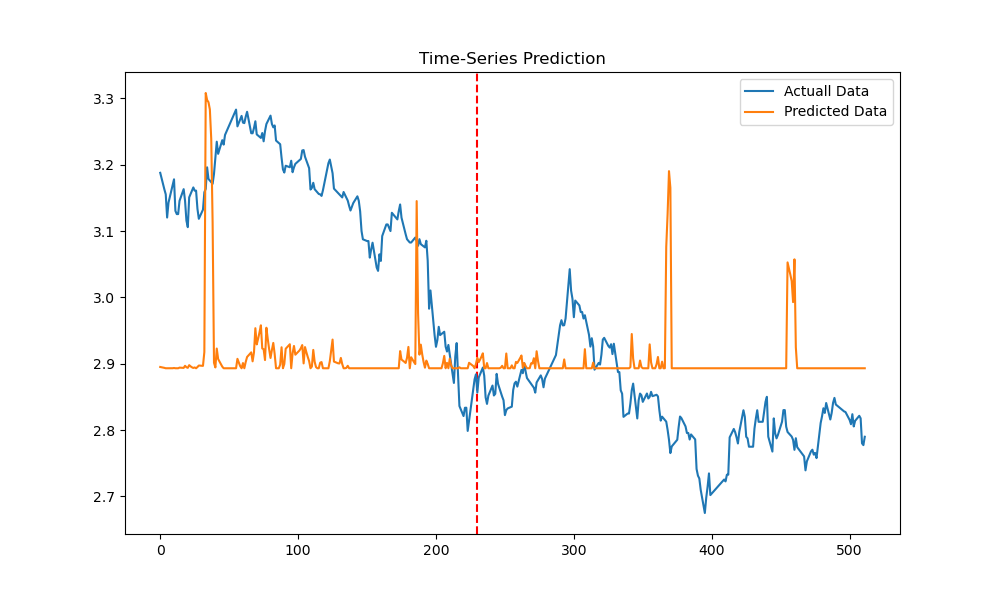 Time-Series Prediction
Actuall Data
Predicted Data
3.3
3.2
3.1
3.0
2.9
2.8
2.7
0 100 200 300 400 500